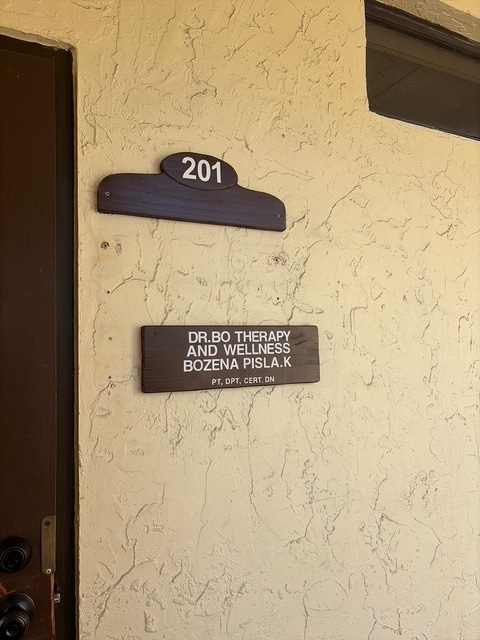 201
DR.BO THERAPY
AND WELLNESS
BOZENA PISLA.K
PT, DPT, CERT. DN